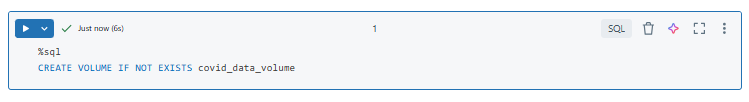 Just now (6s)
1
SQL
%sql
CREATE VOLUME IF NOT EXISTS covid_data_volume